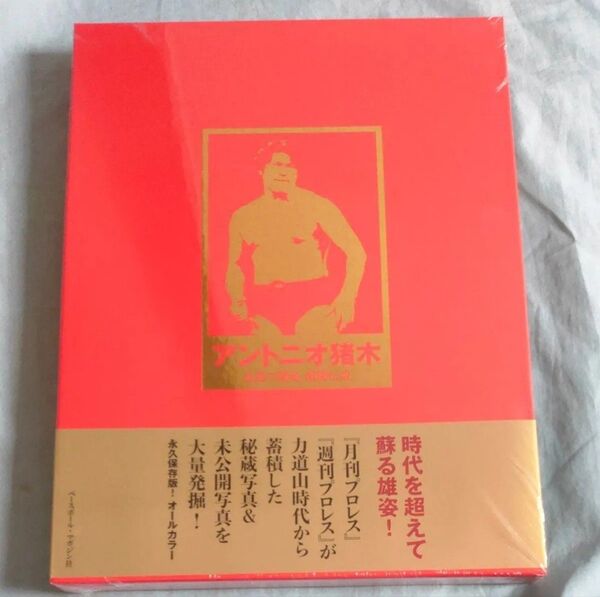 アントニオ猪木
時代を超えて
蘇る雄姿!
『月刊プロレス』
『週刊プロレス』が
力道山時代から
蓄積した
秘蔵写真&
未公開写真を
大量発掘!
永久保存版! オールカラー
ベースボール・マガジン社